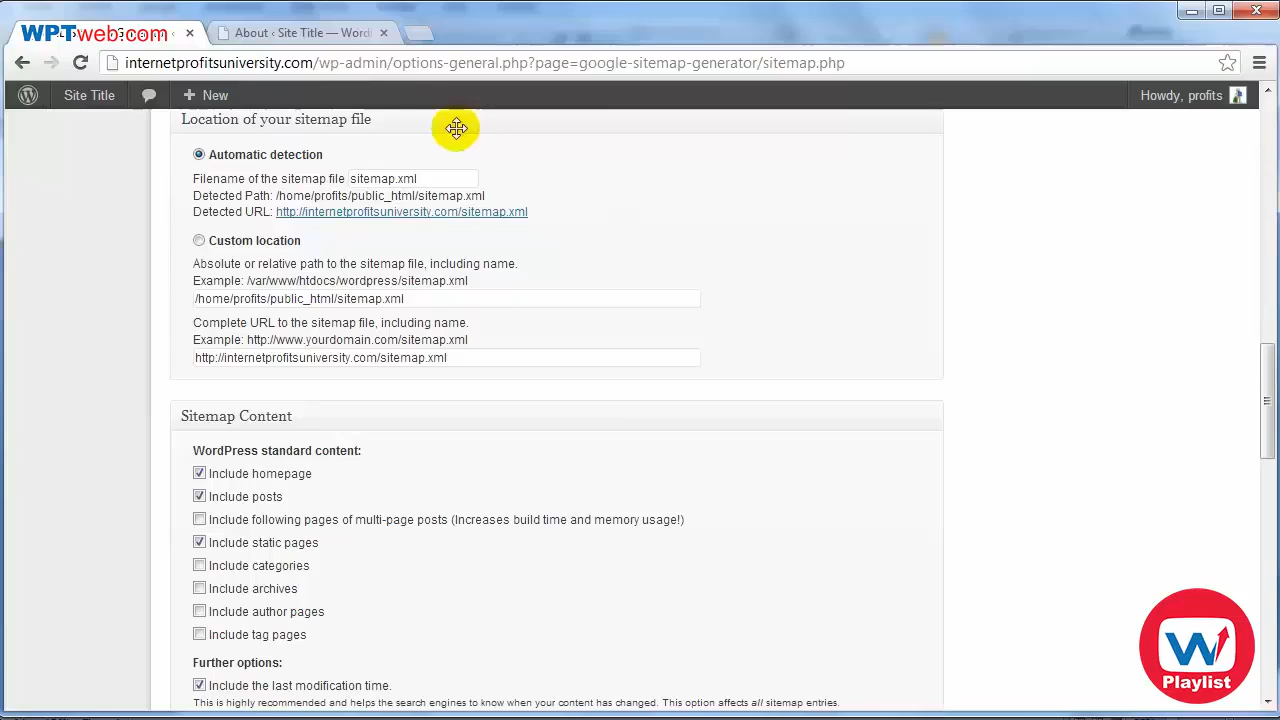 WPTweb.com
About ‹ Site Title — Word
internetprofitsuniversity.com/wp-admin/options-general.php?page=google-sitemap-generator/sitemap.php
Site Title
New
Howdy, profits
Location of your sitemap file
Automatic detection
Filename of the sitemap file sitemap.xml
Detected Path: /home/profits/public_html/sitemap.xml
Detected URL: http://internetprofitsuniversity.com/sitemap.xml
Custom location
Absolute or relative path to the sitemap file, including name.
Example: /var/www/htdocs/wordpress/sitemap.xml
/home/profits/public_html/sitemap.xml
Complete URL to the sitemap file, including name.
Example: http://www.yourdomain.com/sitemap.xml
http://internetprofitsuniversity.com/sitemap.xml
Sitemap Content
WordPress standard content:
Include homepage
Include posts
Include following pages of multi-page posts (Increases build time and memory usage!)
Include static pages
Include categories
Include archives
Include author pages
Include tag pages
Further options:
Include the last modification time.
This is highly recommended and helps the search engines to know when your content has changed. This option affects all sitemap entries.
W
Playlist